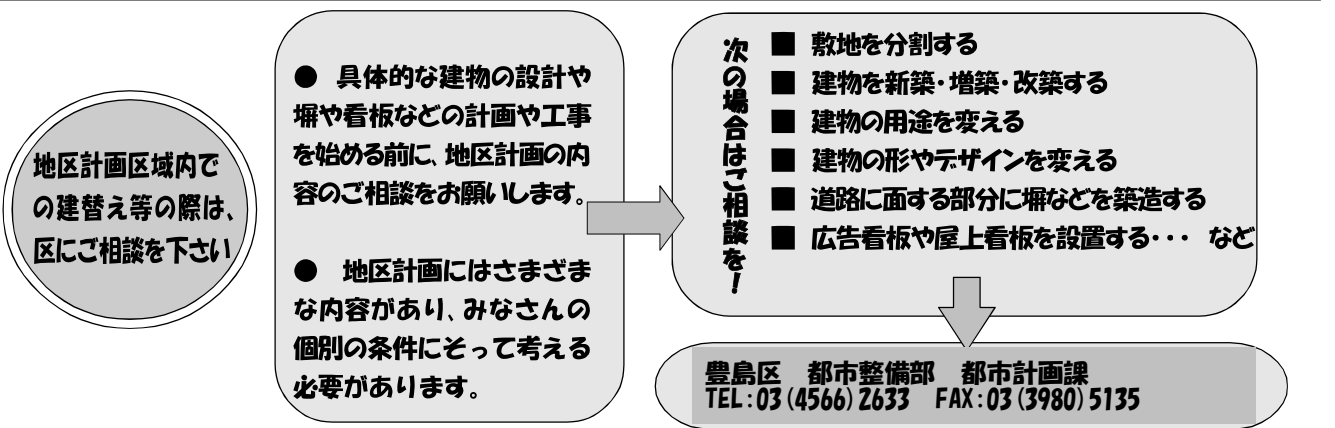 地区計画区域内で
の建替え等の際は、
区にご相談を下さい
● 具体的な建物の設計や
塀や看板などの計画や工事
を始める前に、地区計画の内
容のご相談をお願いします。
● 地区計画にはさまざま
な内容があり、みなさんの
個別の条件にそって考える
必要があります。
次の場合はご相談を！
■ 敷地を分割する
■ 建物を新築・増築・改築する
■ 建物の用途を変える
■ 建物の形やデザインを変える
■ 道路に面する部分に塀などを築造する
■ 広告看板や屋上看板を設置する・・・ など
豊島区 都市整備部 都市計画課
TEL:03(4566)2633 FAX:03(3980)5135